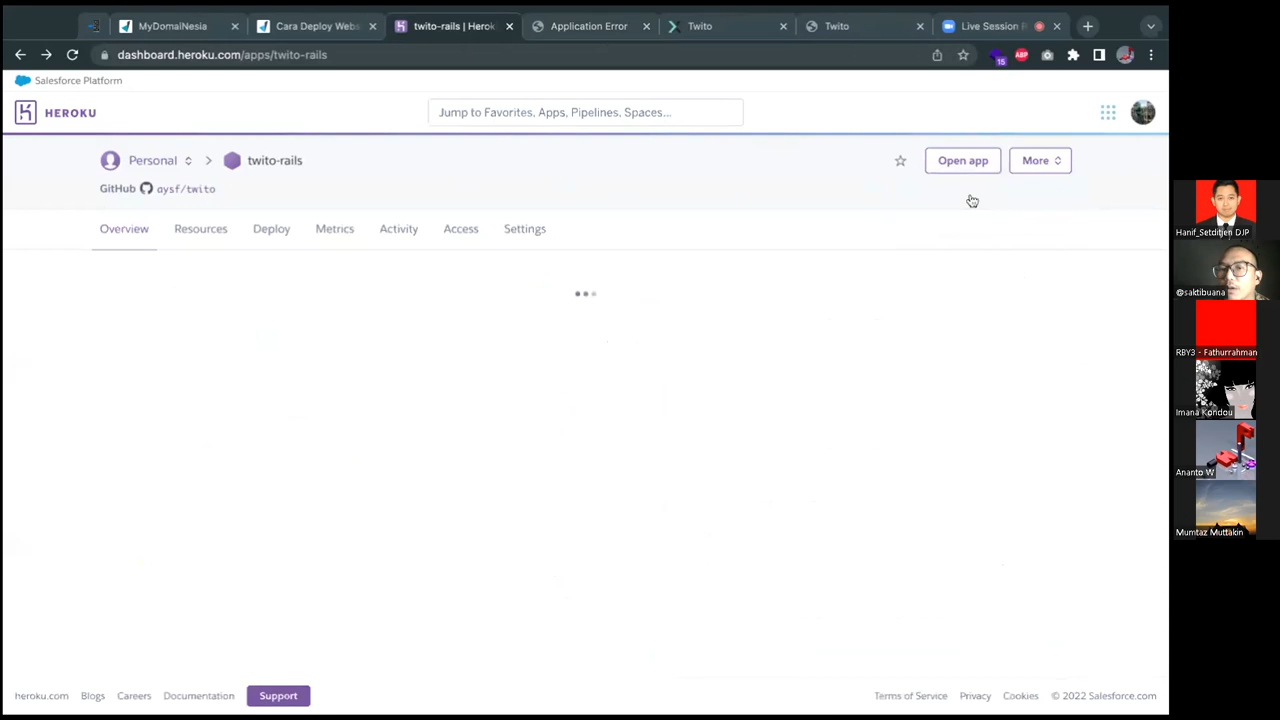 MyDomaiNesia
Cara Deploy Webs
twito-rails | Herok
Application Error
Twito
Twito
Live Session R
dashboard.heroku.com/apps/twito-rails
15
ABP
Salesforce Platform
HEROKU
Jump to Favorites, Apps, Pipelines, Spaces...
Personal
twito-rails
Open app
More
GitHub
aysf/twito
Overview
Resources
Deploy
Metrics
Activity
Access
Settings
Hanif_Setditjen DJP
@saktibuana
RBY3 - Fathurrahman
Imana Kondou
Ananto W
Mumtaz Muttakin
heroku.com
Blogs
Careers
Documentation
Support
Terms of Service
Privacy
Cookies
© 2022 Salesforce.com